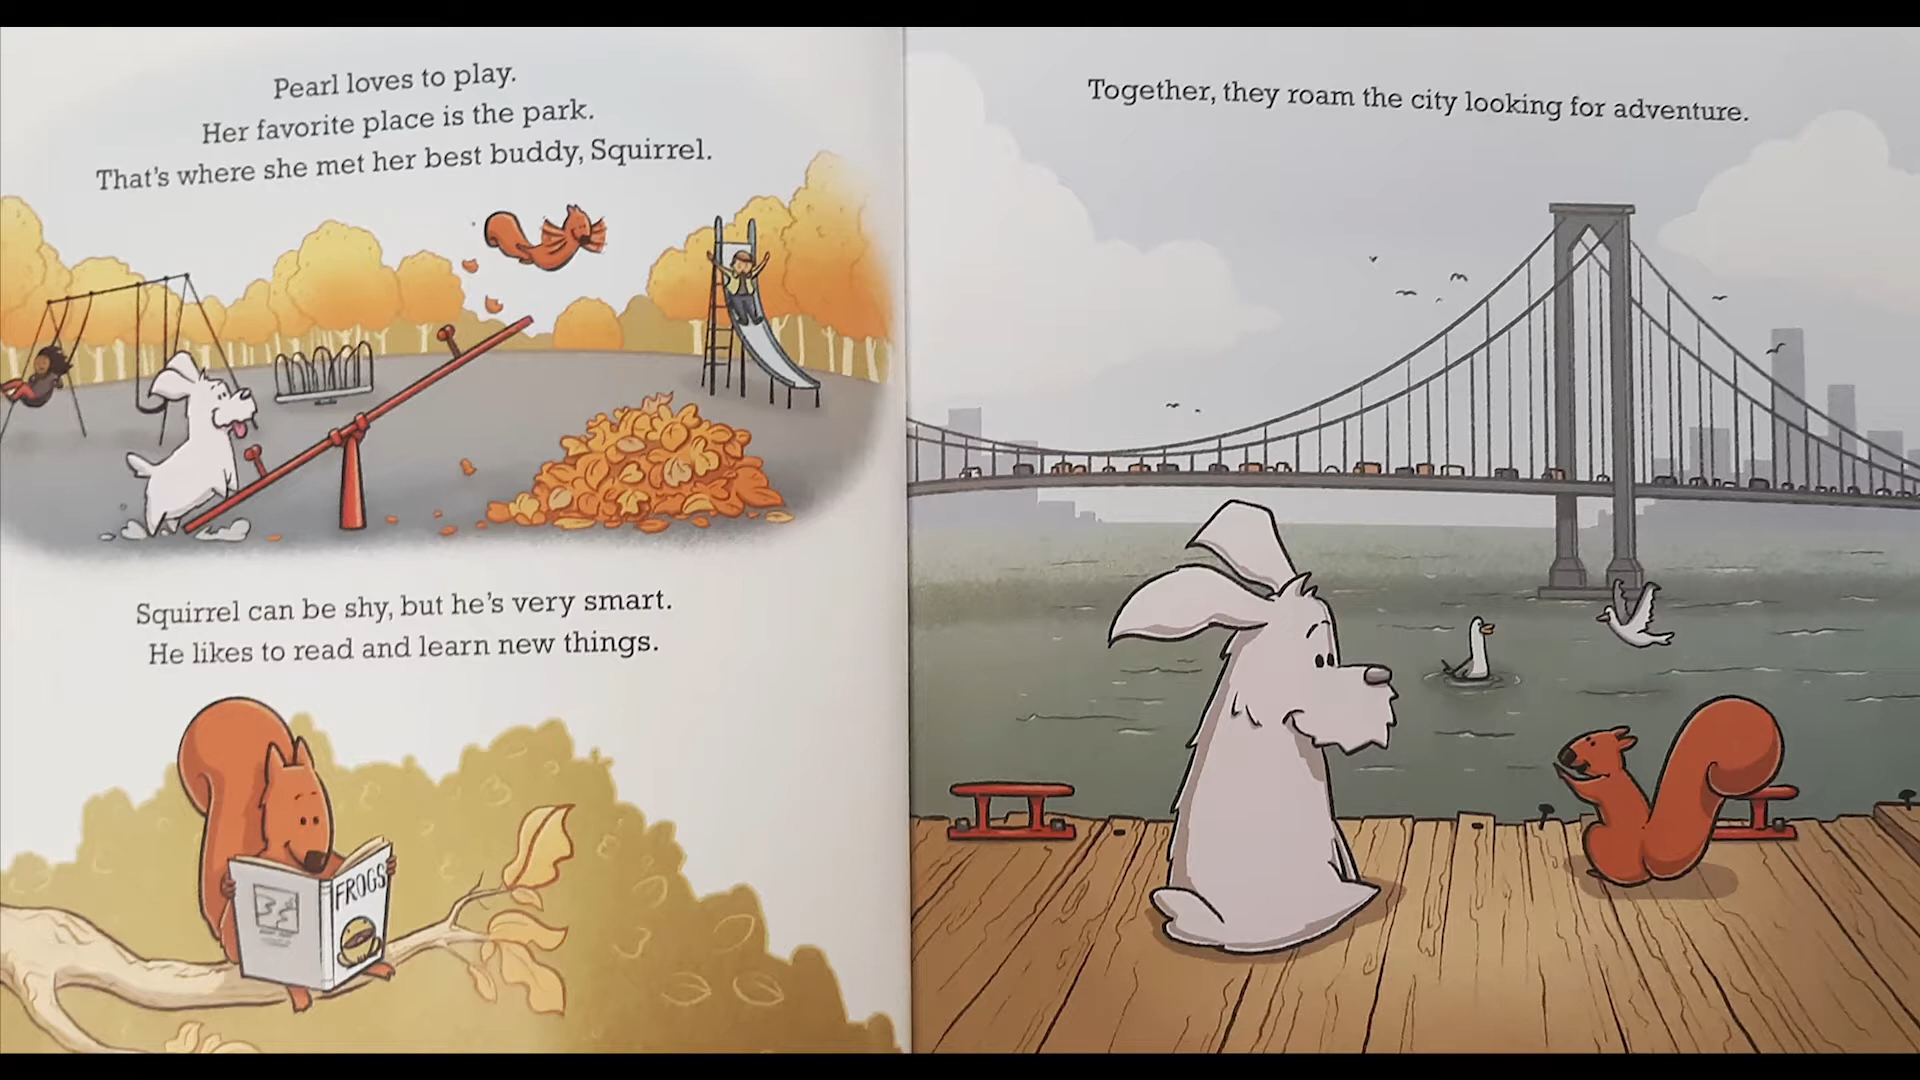 Pearl loves to play.
Her favorite place is the park.
That's where she met her best buddy, Squirrel.
Squirrel can be shy, but he's very smart.
He likes to read and learn new things.
FROGS
Together, they roam the city looking for adventure.